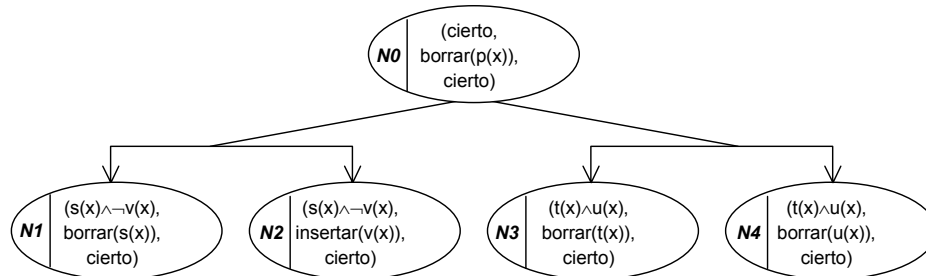 N0
(cierto,
borrar(p(x)),
cierto)
N1
(s(x)∧¬v(x),
borrar(s(x)),
cierto)
N2
(s(x)∧¬v(x),
insertar(v(x)),
cierto)
N3
(t(x)∧u(x),
borrar(t(x)),
cierto)
N4
(t(x)∧u(x),
borrar(u(x)),
cierto)